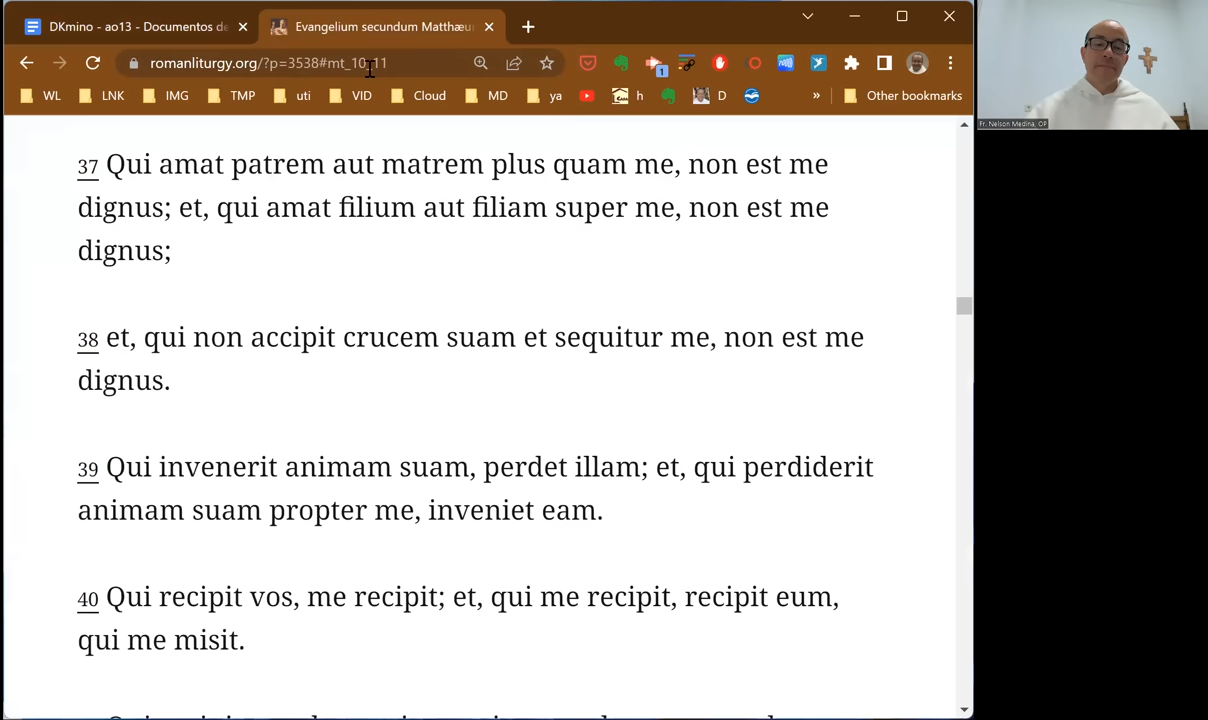 DKmino - ao13 - Documentos de
Evangelium secundum Matthæu
romanliturgy.org/?p=3538#mt_10_11
1
WL LNK IMG TMP uti VID Cloud MD ya h D » Other bookmarks
Fr. Nelson Medina, OP
37 Qui amat patrem aut matrem plus quam me, non est me
dignus; et, qui amat filium aut filiam super me, non est me
dignus;
38 et, qui non accipit crucem suam et sequitur me, non est me
dignus.
39 Qui invenerit animam suam, perdet illam; et, qui perdiderit
animam suam propter me, inveniet eam.
40 Qui recipit vos, me recipit; et, qui me recipit, recipit eum,
qui me misit.